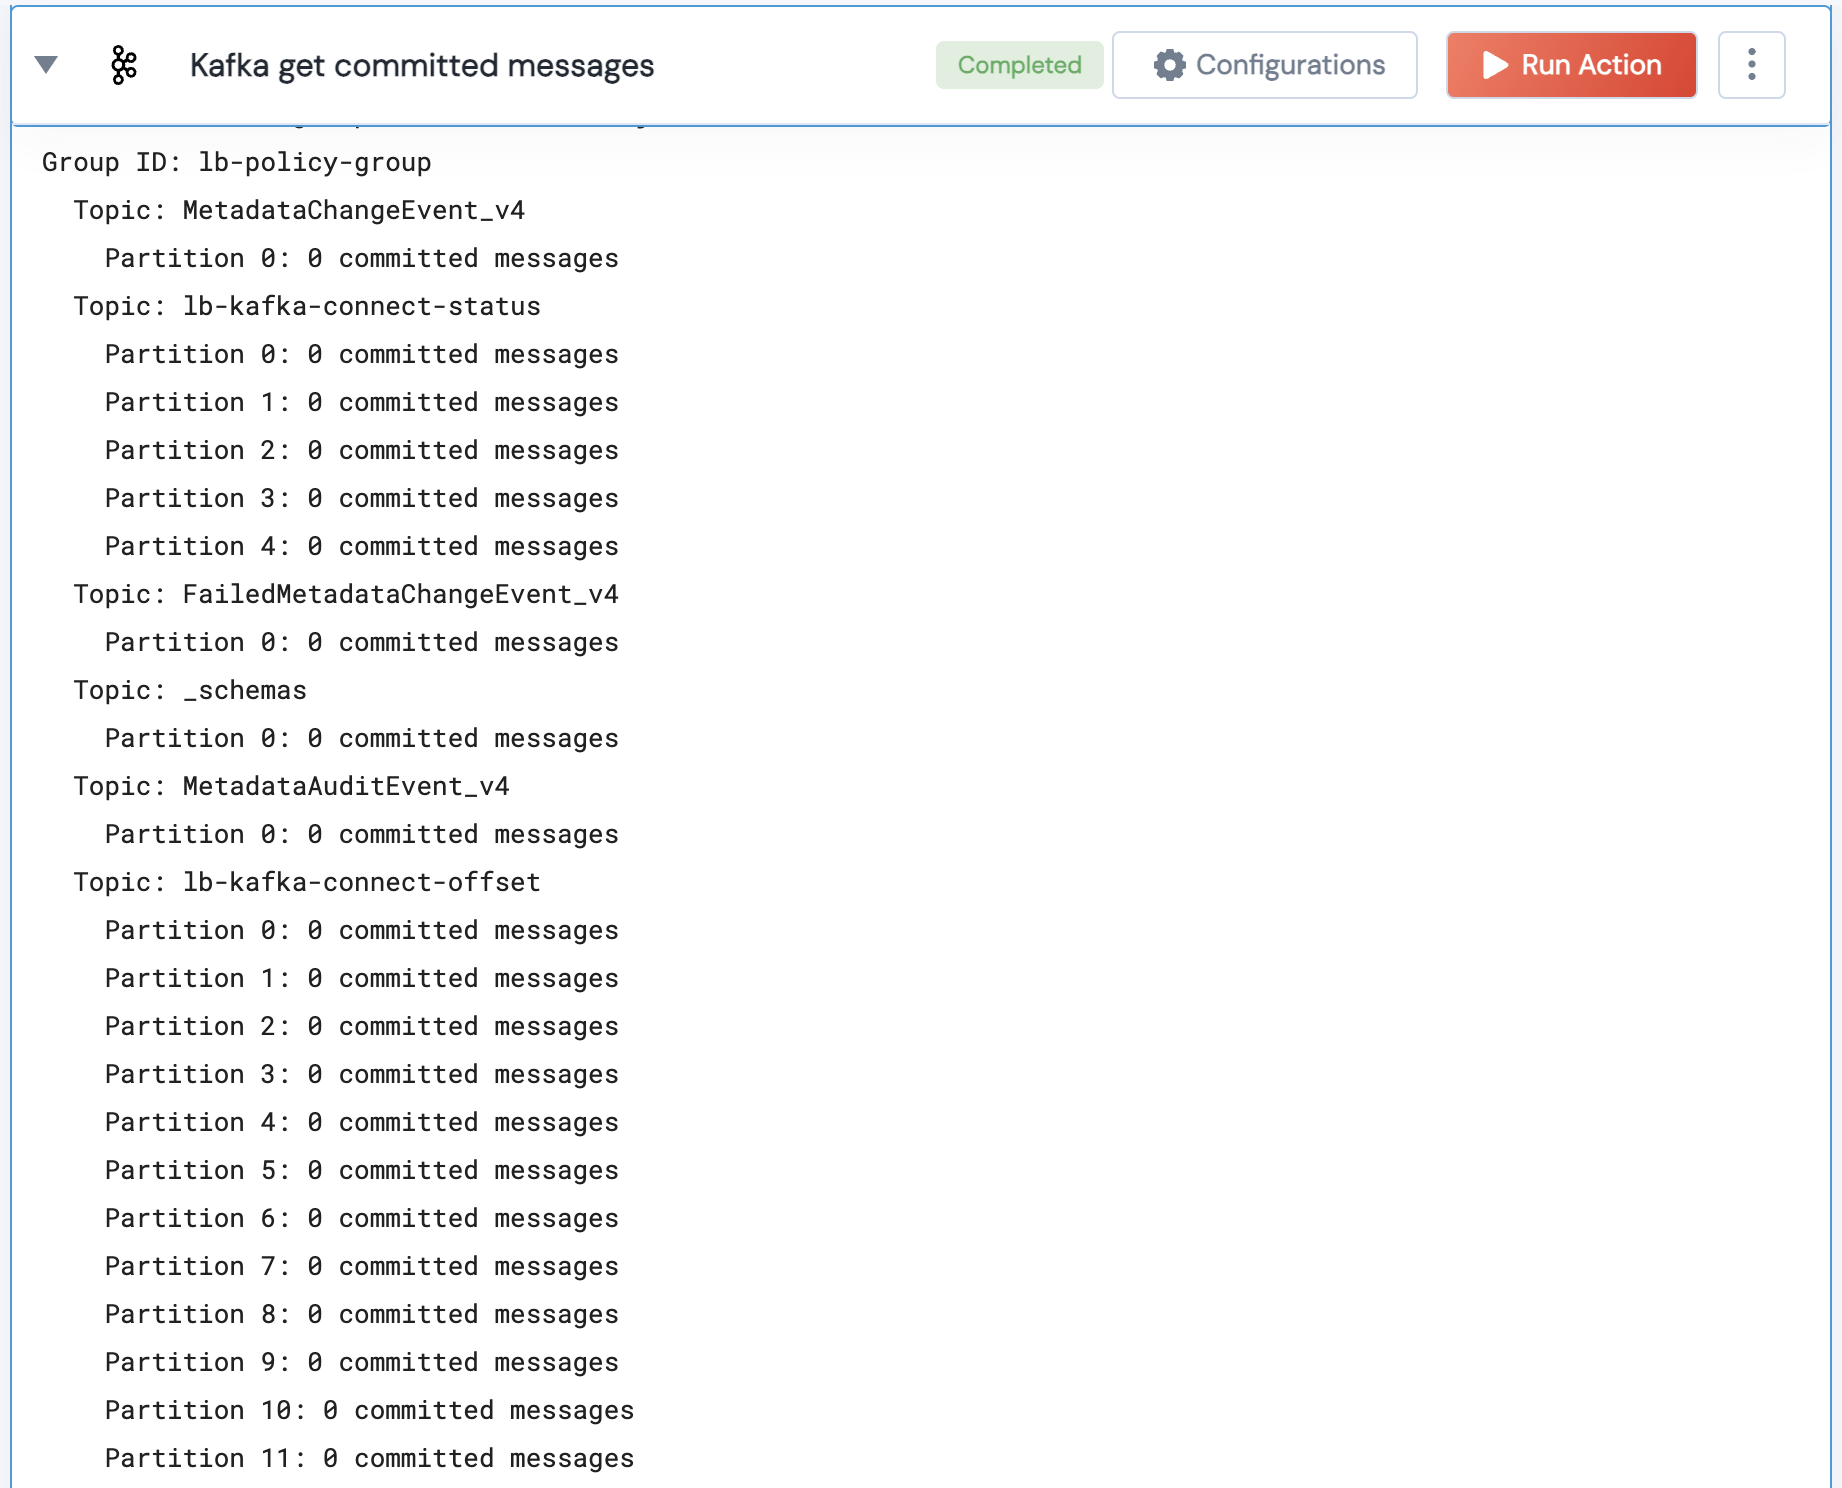 Kafka get committed messages
Completed
Configurations
Run Action
Group ID: lb-policy-group
Topic: MetadataChangeEvent_v4
Partition 0: 0 committed messages
Topic: lb-kafka-connect-status
Partition 0: 0 committed messages
Partition 1: 0 committed messages
Partition 2: 0 committed messages
Partition 3: 0 committed messages
Partition 4: 0 committed messages
Topic: FailedMetadataChangeEvent_v4
Partition 0: 0 committed messages
Topic: _schemas
Partition 0: 0 committed messages
Topic: MetadataAuditEvent_v4
Partition 0: 0 committed messages
Topic: lb-kafka-connect-offset
Partition 0: 0 committed messages
Partition 1: 0 committed messages
Partition 2: 0 committed messages
Partition 3: 0 committed messages
Partition 4: 0 committed messages
Partition 5: 0 committed messages
Partition 6: 0 committed messages
Partition 7: 0 committed messages
Partition 8: 0 committed messages
Partition 9: 0 committed messages
Partition 10: 0 committed messages
Partition 11: 0 committed messages